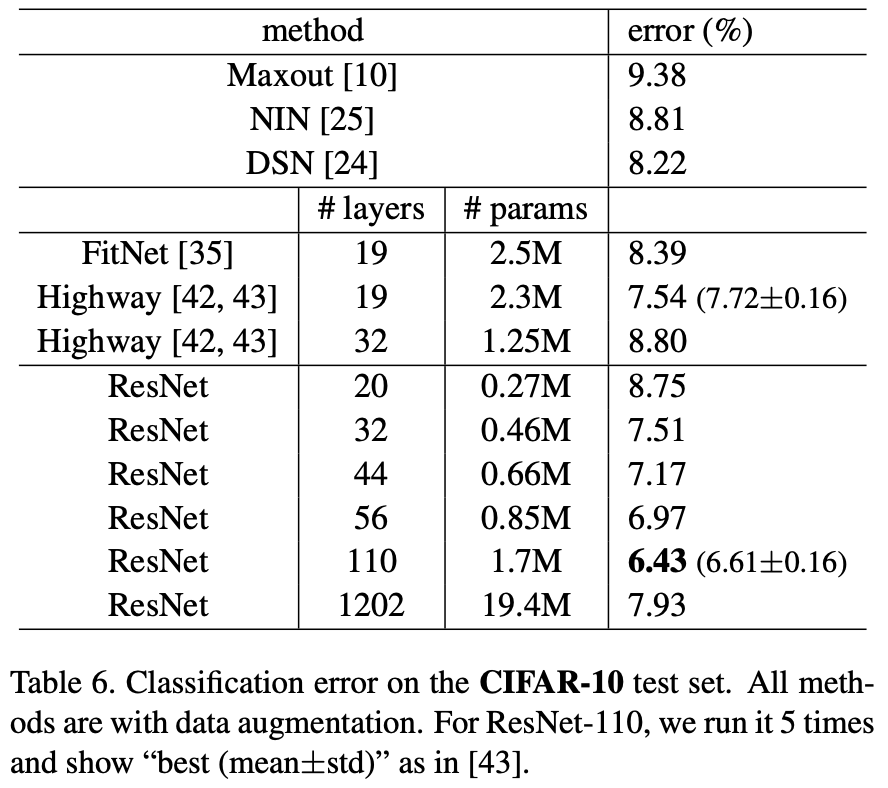 method error (%)
Maxout [10] 9.38
NIN [25] 8.81
DSN [24] 8.22
# layers # params
FitNet [35] 19 2.5M 8.39
Highway [42, 43] 19 2.3M 7.54 (7.72±0.16)
Highway [42, 43] 32 1.25M 8.80
ResNet 20 0.27M 8.75
ResNet 32 0.46M 7.51
ResNet 44 0.66M 7.17
ResNet 56 0.85M 6.97
ResNet 110 1.7M 6.43 (6.61±0.16)
ResNet 1202 19.4M 7.93
Table 6. Classification error on the CIFAR-10 test set. All meth-
ods are with data augmentation. For ResNet-110, we run it 5 times
and show “best (mean±std)” as in [43].